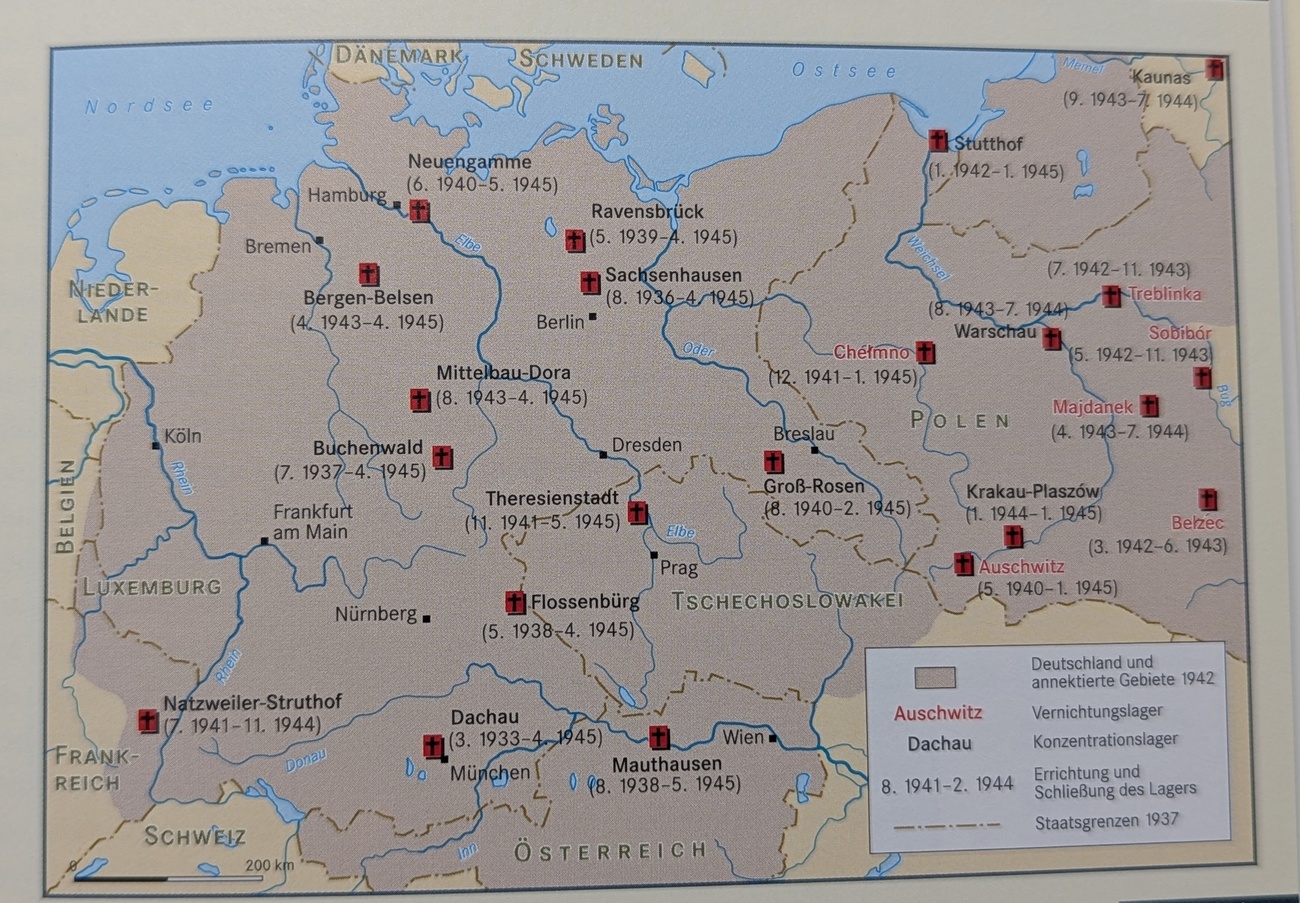 DÄNEMARK
SCHWEDEN
Nordsee
Ostsee
Memel
Kaunas
(9. 1943–7. 1944)
Stutthof
(1. 1942–1. 1945)
Neuengamme
(6. 1940–5. 1945)
Hamburg
Ravensbrück
(5. 1939–4. 1945)
Bremen
Elbe
Weichsel
Bergen-Belsen
(4. 1943–4. 1945)
Sachsenhausen
(8. 1936–4. 1945)
Berlin
NIEDER-
LANDE
(7. 1942–11. 1943)
Treblinka
(8. 1943–7. 1944)
Warschau
Sobibór
(5. 1942–11. 1943)
Bug
Oder
Chełmno
(12. 1941–1. 1945)
Mittelbau-Dora
(8. 1943–4. 1945)
Majdanek
(4. 1943–7. 1944)
POLEN
Köln
Rhein
Buchenwald
(7. 1937–4. 1945)
Dresden
Breslau
Groß-Rosen
(8. 1940–2. 1945)
BELGIEN
Theresienstadt
(11. 1941–5. 1945)
Elbe
Krakau-Plaszów
(1. 1944–1. 1945)
Bełżec
(3. 1942–6. 1943)
Frankfurt
am Main
Prag
Auschwitz
(5. 1940–1. 1945)
LUXEMBURG
Nürnberg
Flossenbürg
(5. 1938–4. 1945)
TSCHECHOSLOWAKEI
Rhein
Natzweiler-Struthof
(7. 1941–11. 1944)
Dachau
(3. 1933–4. 1945)
München
Donau
Mauthausen
(8. 1938–5. 1945)
Wien
FRANK-
REICH
SCHWEIZ
Inn
ÖSTERREICH
0 200 km
Deutschland und
annektierte Gebiete 1942
Auschwitz Vernichtungslager
Dachau Konzentrationslager
8. 1941–2. 1944 Errichtung und
Schließung des Lagers
Staatsgrenzen 1937